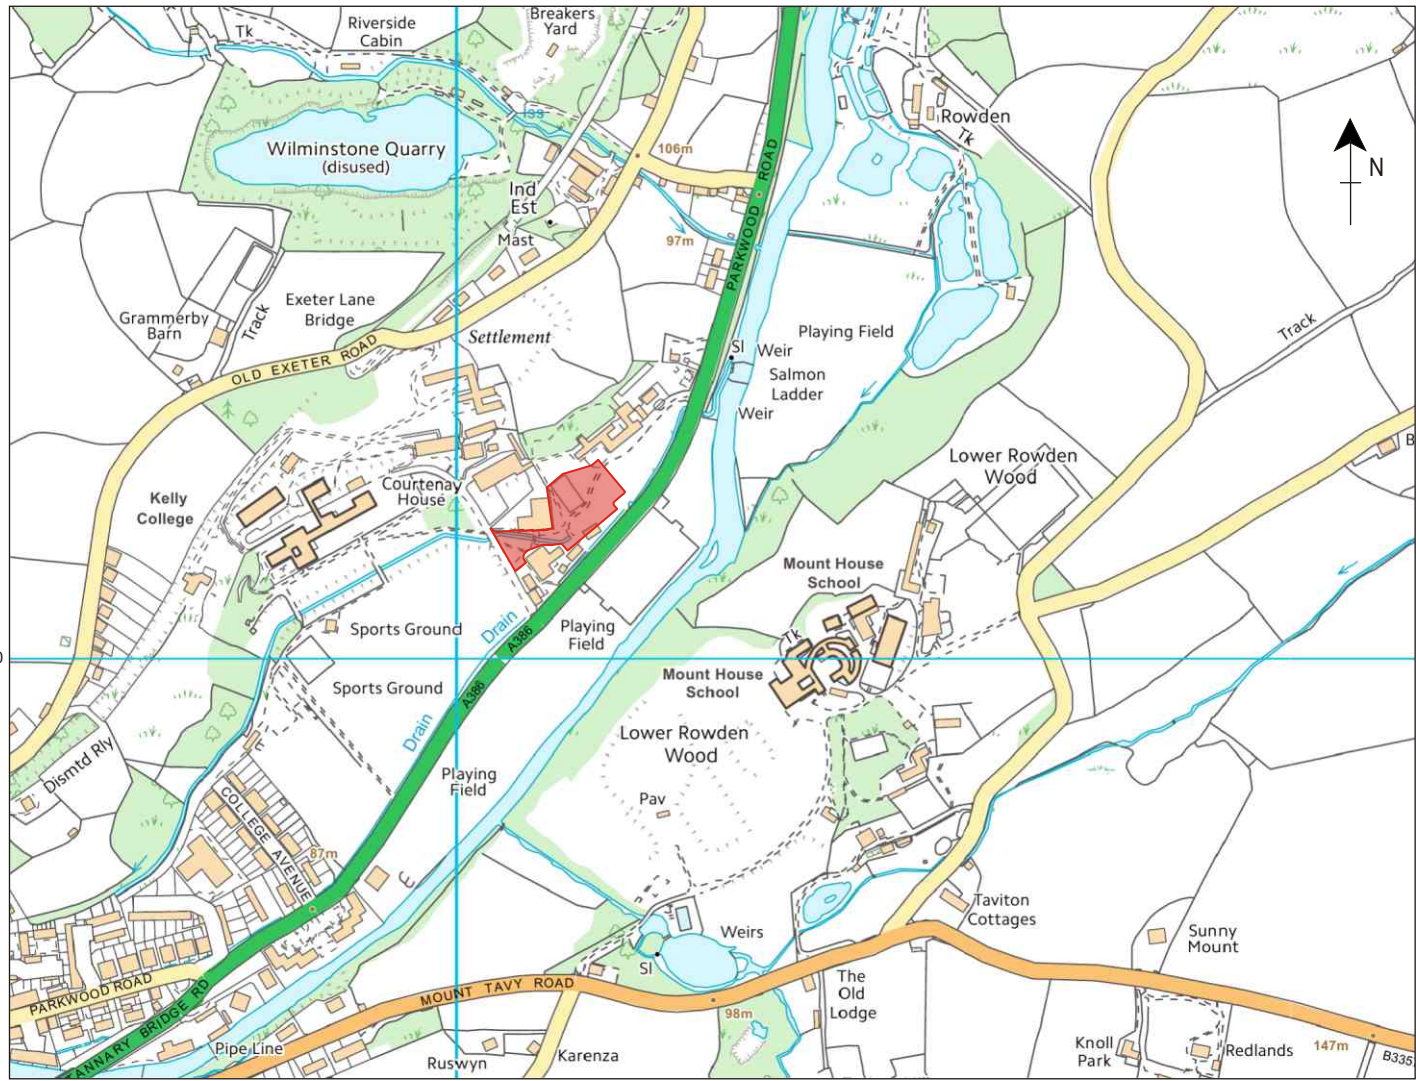 Breakers
Yard
Riverside
Cabin
Tk
Rowden
Tk
Wilminstone Quarry
(disused)
106m
PARKWOOD ROAD
N
Ind
Est
Mast
97m
Grammerby
Barn
Track
Exeter Lane
Bridge
Settlement
OLD EXETER ROAD
Sl
Weir
Playing Field
Salmon
Ladder
Weir
Track
Kelly
College
Courtenay
House
Lower Rowden
Wood
B
Mount House
School
Sports Ground
Drain
A386
Playing
Field
Tk
Sports Ground
A386
Mount House
School
Drain
Lower Rowden
Wood
Dismtd Rly
Playing
Field
Pav
COLLEGE AVENUE
87m
Taviton
Cottages
Weirs
Sunny
Mount
Sl
PARKWOOD ROAD
TANNARY BRIDGE RD
MOUNT TAVY ROAD
The
Old
Lodge
98m
Pipe Line
Ruswyn
Karenza
Knoll
Park
Redlands
147m
B335